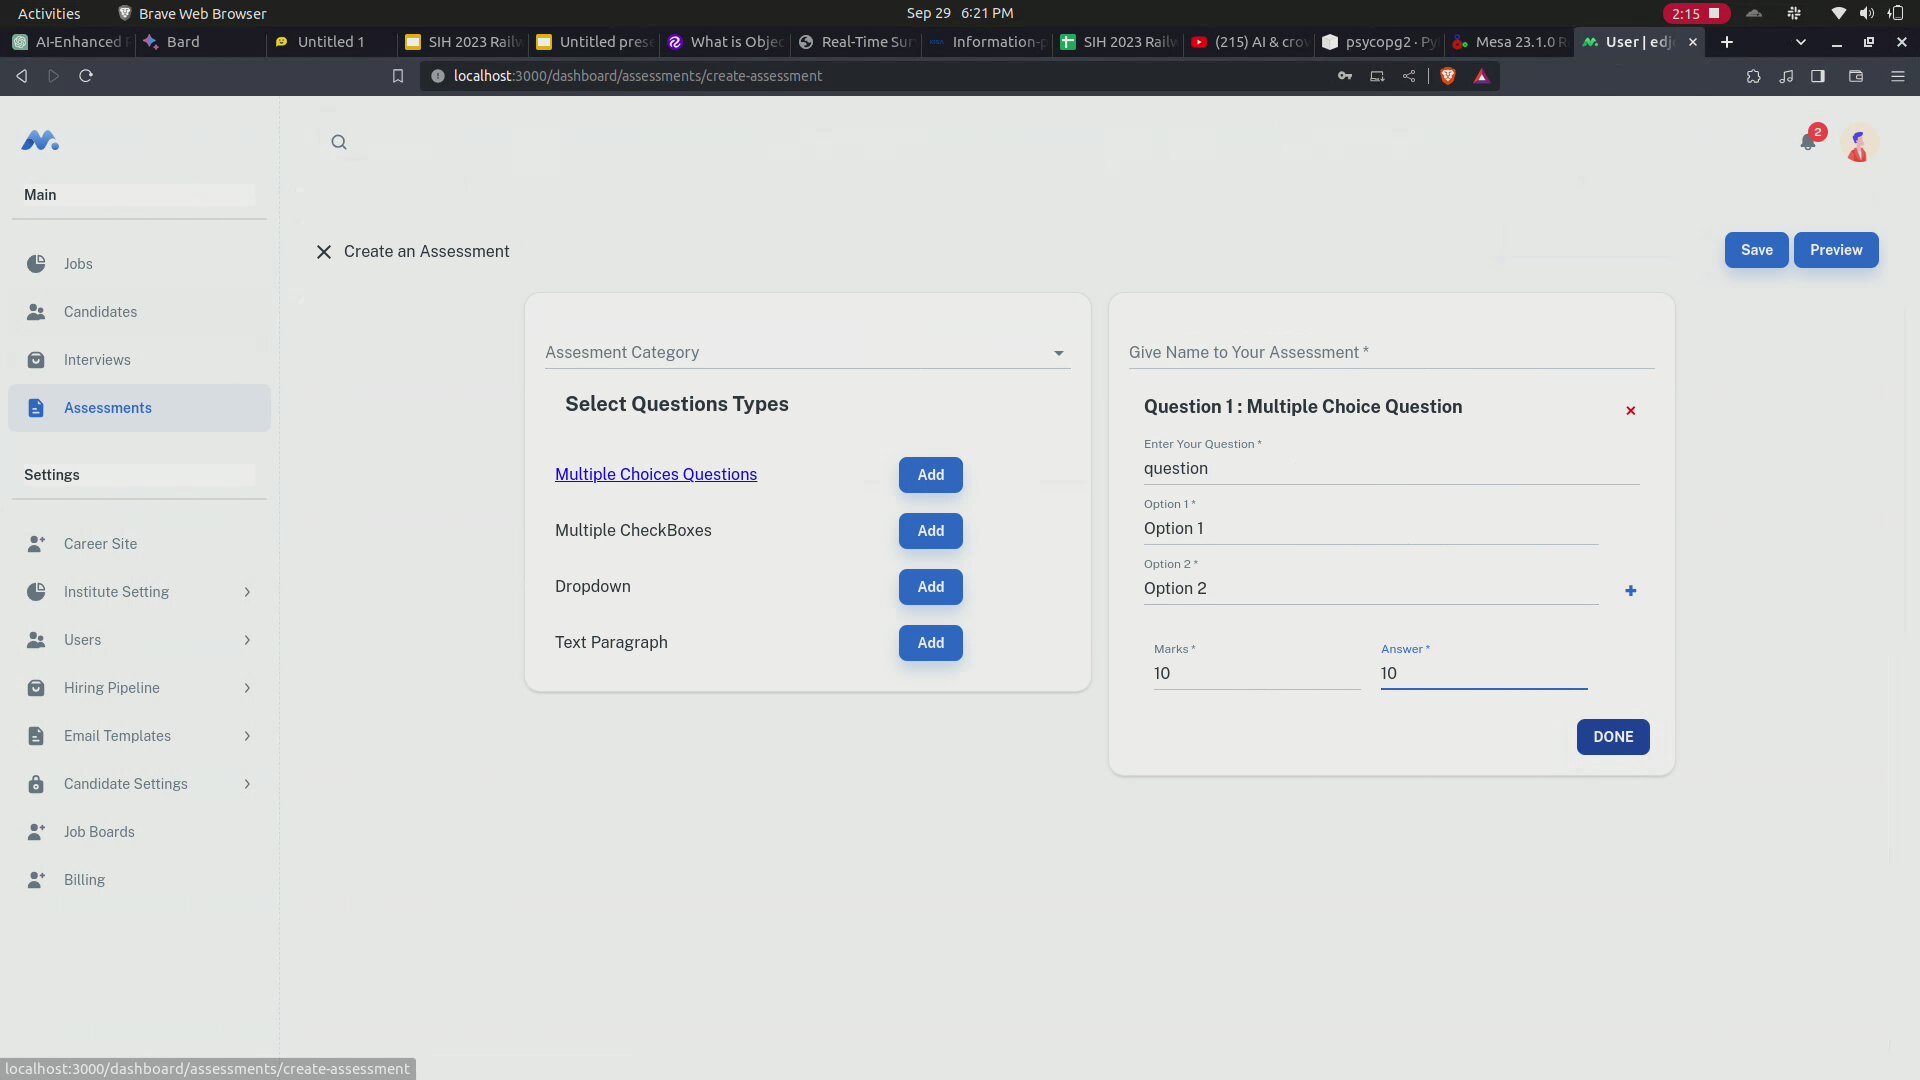 Activities
Brave Web Browser
Sep 29 6:21 PM
2:15
AI-Enhanced
Bard
Untitled 1
SIH 2023 Railw
Untitled prese
What is Objec
Real-Time Sur
Information-p
SIH 2023 Railw
(215) AI & crow
psycopg2 · Py
Mesa 23.1.0 R
User | edj
localhost:3000/dashboard/assessments/create-assessment
2
Main
Jobs
Candidates
Interviews
Assessments
Settings
Career Site
Institute Setting
Users
Hiring Pipeline
Email Templates
Candidate Settings
Job Boards
Billing
Create an Assessment
Save
Preview
Assesment Category
Select Questions Types
Multiple Choices Questions
Add
Multiple CheckBoxes
Add
Dropdown
Add
Text Paragraph
Add
Give Name to Your Assessment *
Question 1 : Multiple Choice Question
Enter Your Question *
question
Option 1 *
Option 1
Option 2 *
Option 2
Marks *
10
Answer *
10
DONE
localhost:3000/dashboard/assessments/create-assessment